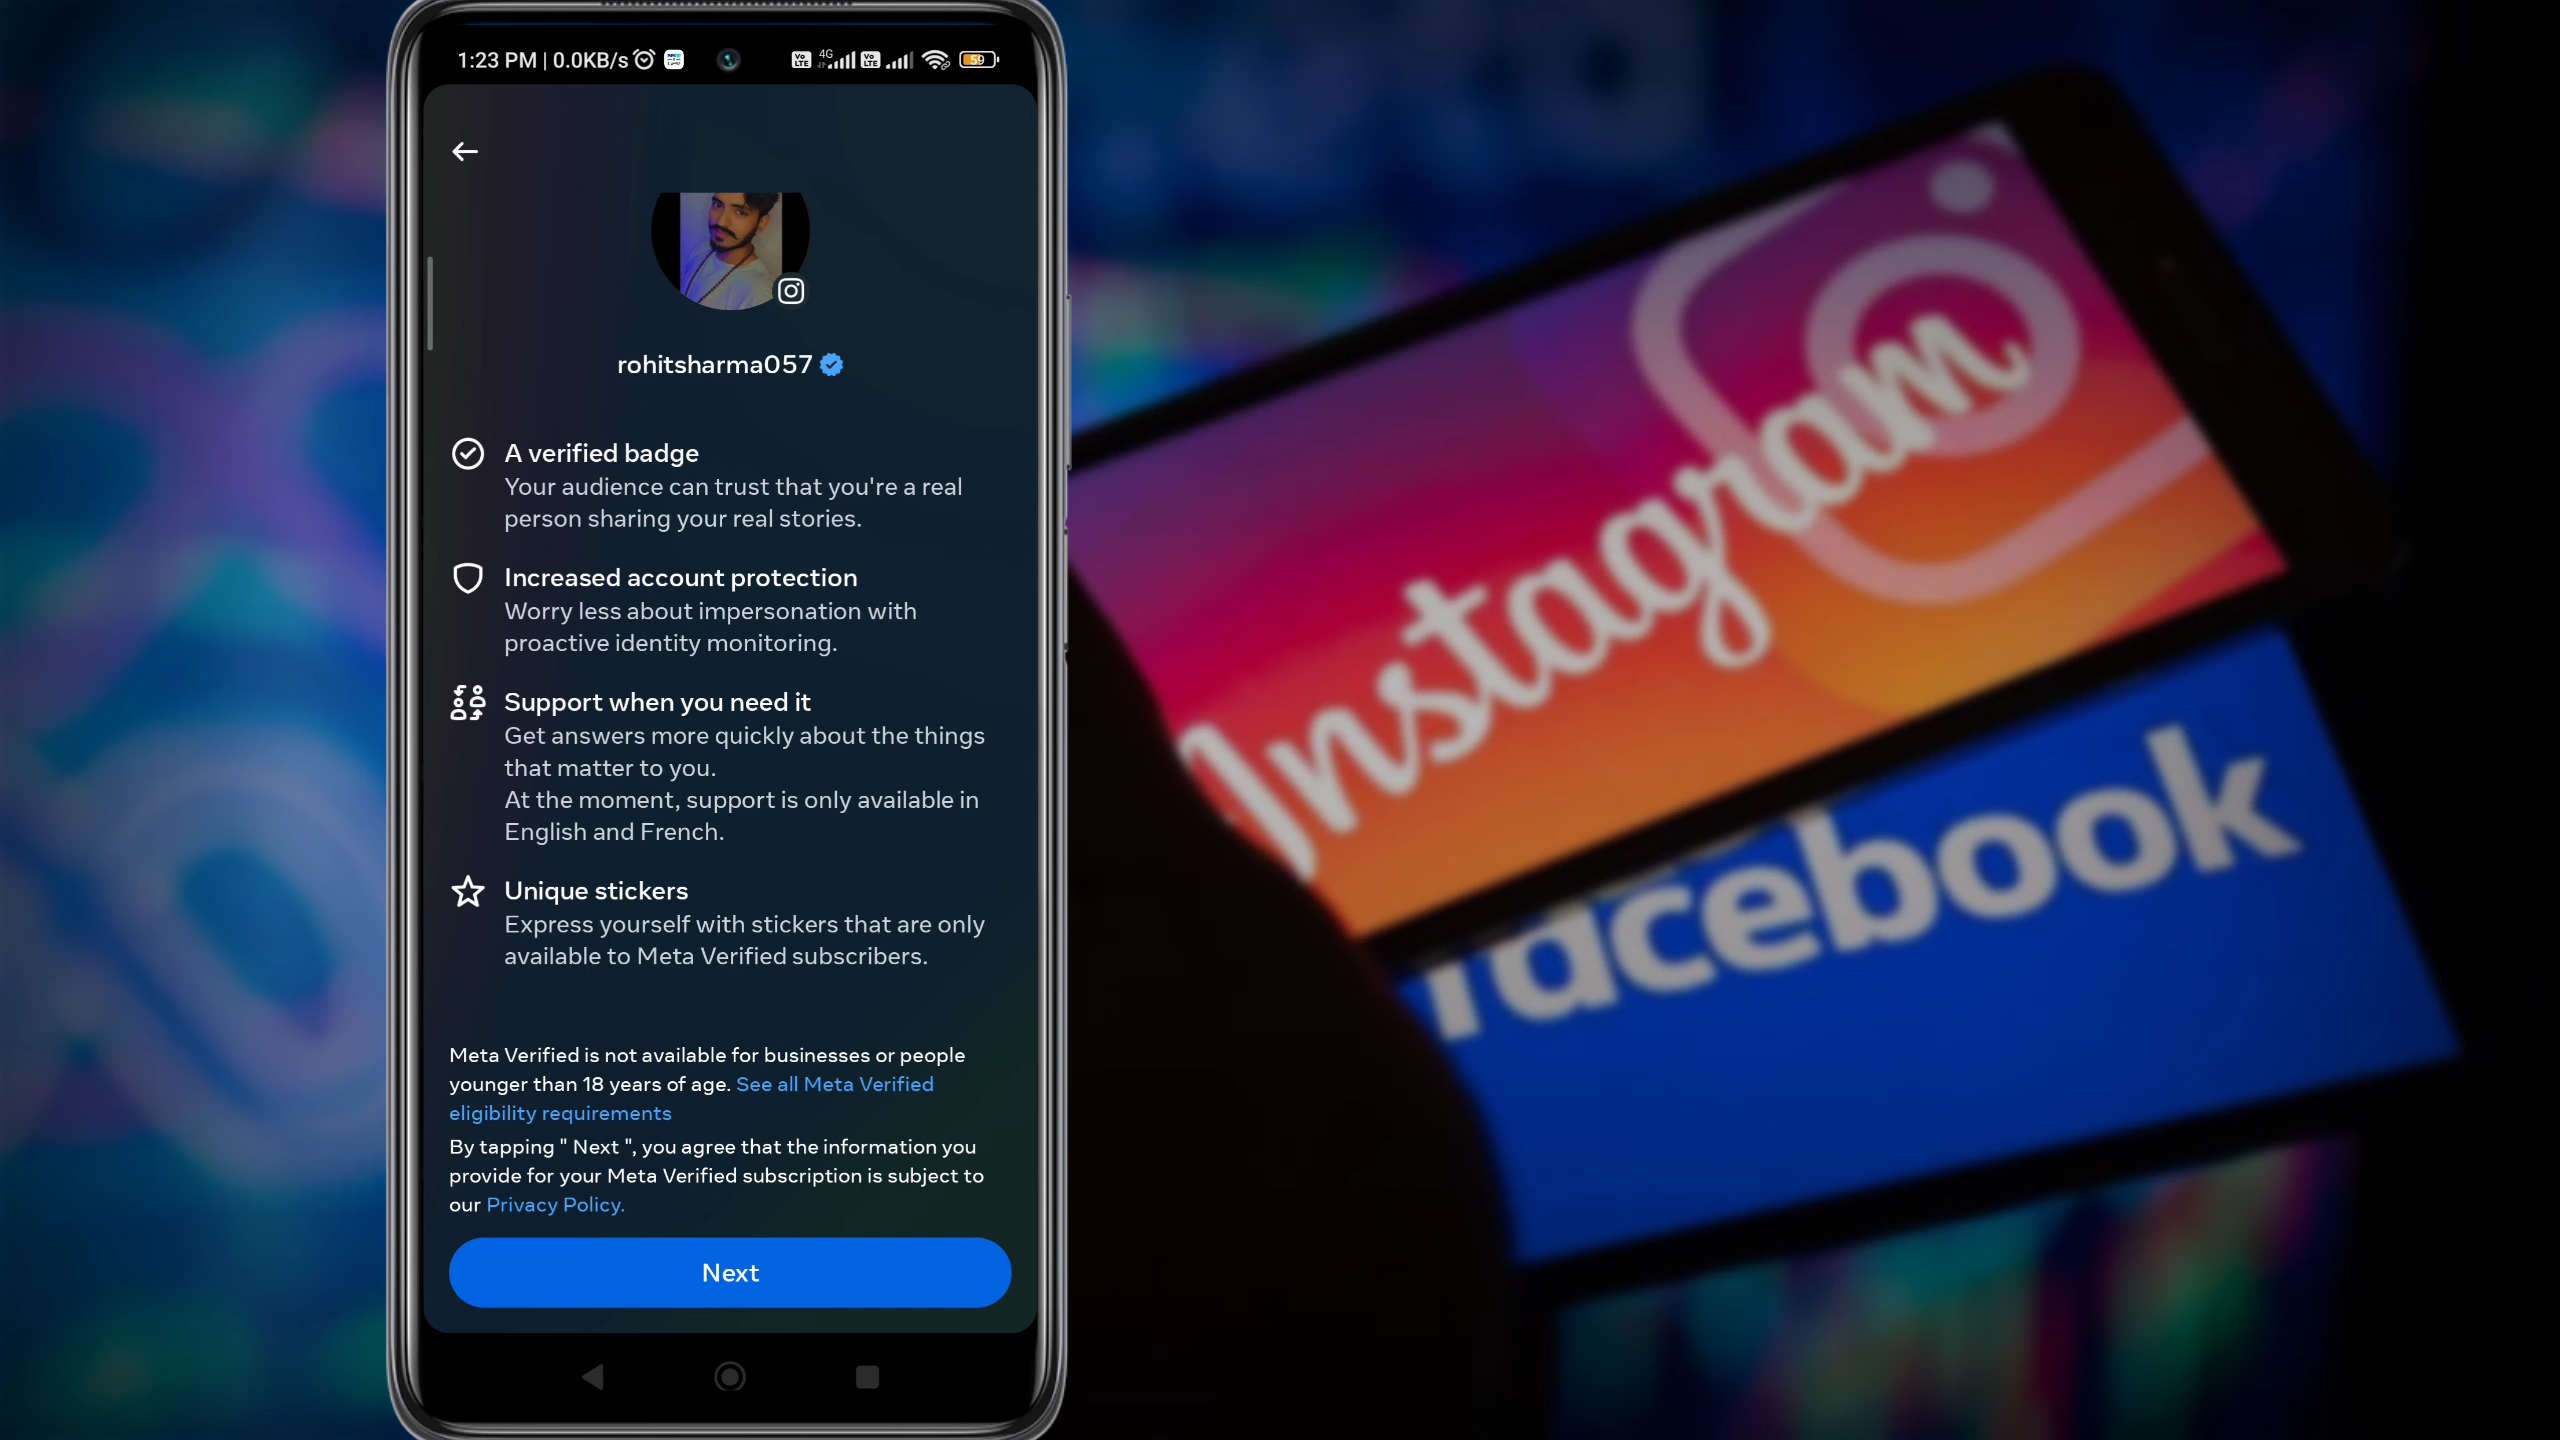 1:23 PM | 0.0KB/s
Vo LTE 4G Vo LTE 59
rohitsharma057
A verified badge
Your audience can trust that you're a real
person sharing your real stories.
Increased account protection
Worry less about impersonation with
proactive identity monitoring.
Support when you need it
Get answers more quickly about the things
that matter to you.
At the moment, support is only available in
English and French.
Unique stickers
Express yourself with stickers that are only
available to Meta Verified subscribers.
Meta Verified is not available for businesses or people
younger than 18 years of age. See all Meta Verified
eligibility requirements
By tapping " Next ", you agree that the information you
provide for your Meta Verified subscription is subject to
our Privacy Policy.
Next
Instagram
facebook